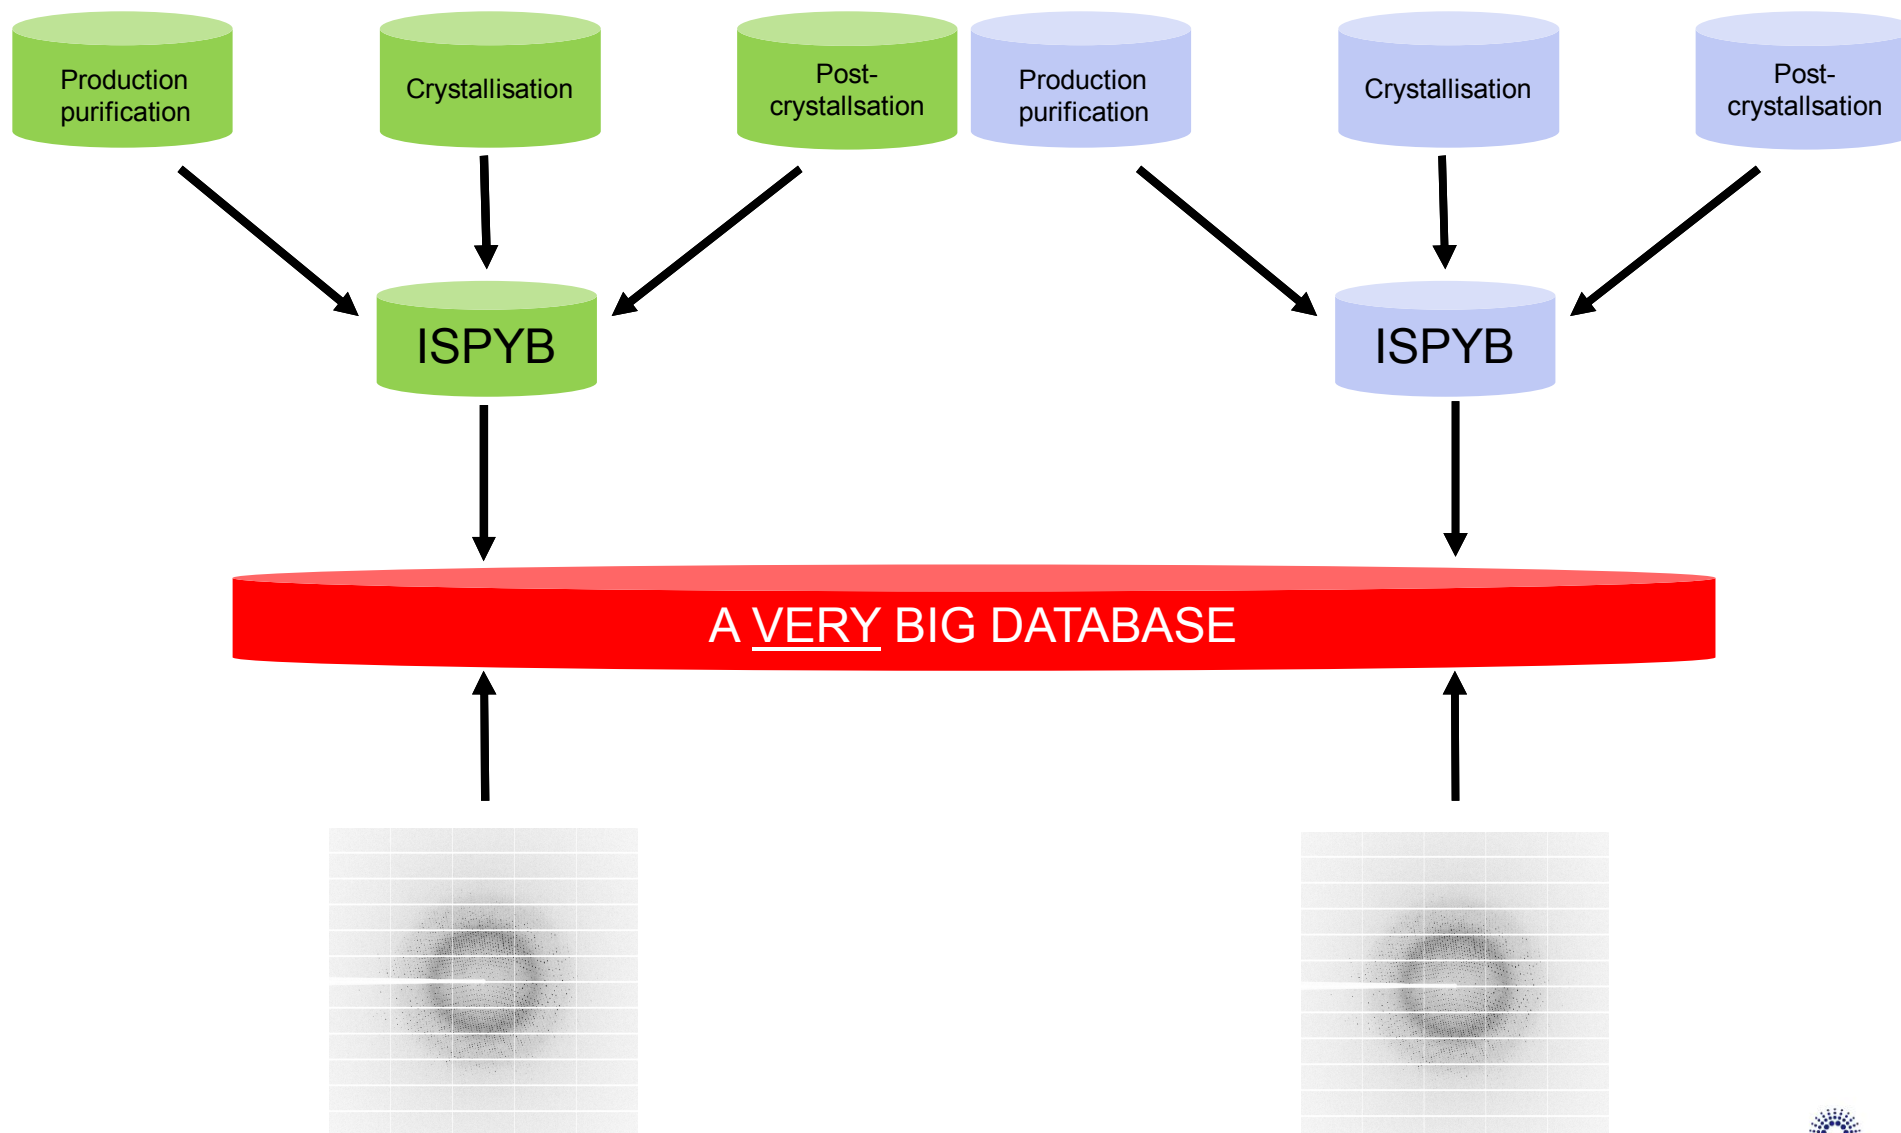 Production
purification
Crystallisation
Post-
crystallsation
Production
purification
Crystallisation
Post-
crystallsation
ISPYB
ISPYB
A VERY BIG DATABASE